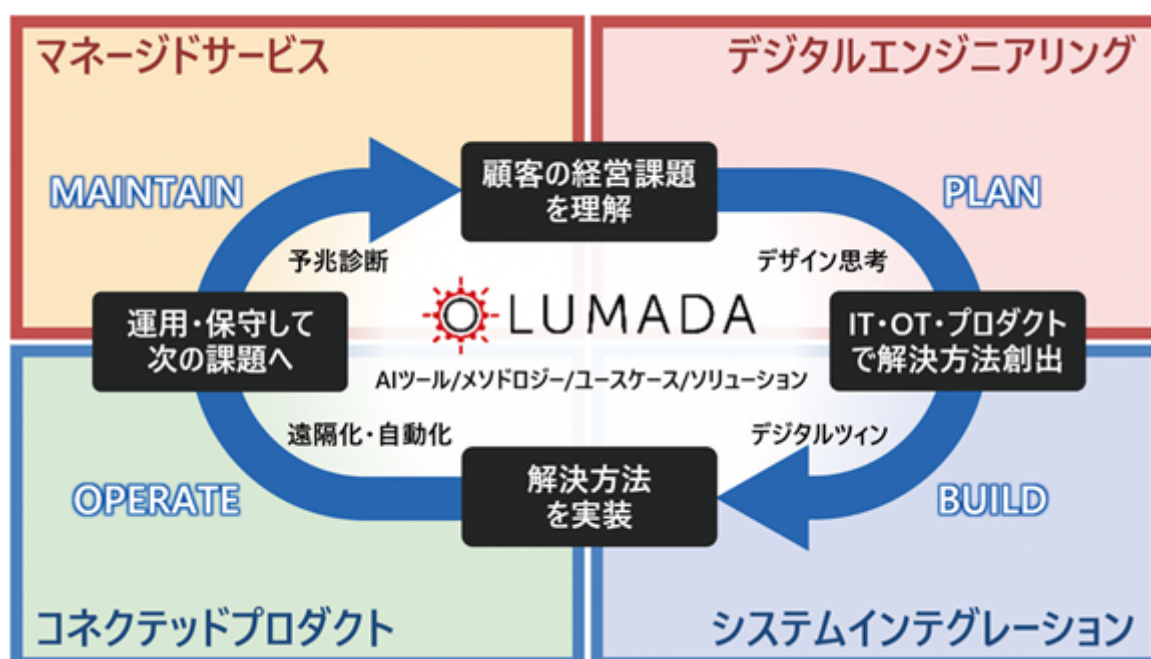 マネージドサービス
デジタルエンジニアリング
MAINTAIN
顧客の経営課題
を理解
PLAN
予兆診断
デザイン思考
運用・保守して
次の課題へ
LUMADA
IT・OT・プロダクト
で解決方法創出
AIツール/メソドロジー/ユースケース/ソリューション
遠隔化・自動化
デジタルツィン
OPERATE
解決方法
を実装
BUILD
コネクテッドプロダクト
システムインテグレーション